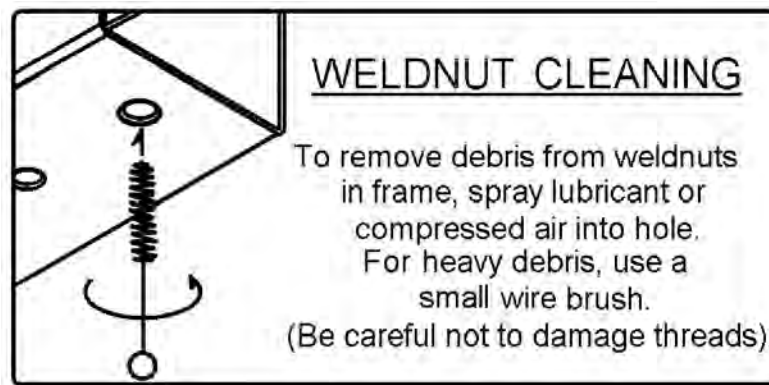 WELDNUT CLEANING
To remove debris from weldnuts
in frame, spray lubricant or
compressed air into hole.
For heavy debris, use a
small wire brush.
(Be careful not to damage threads)